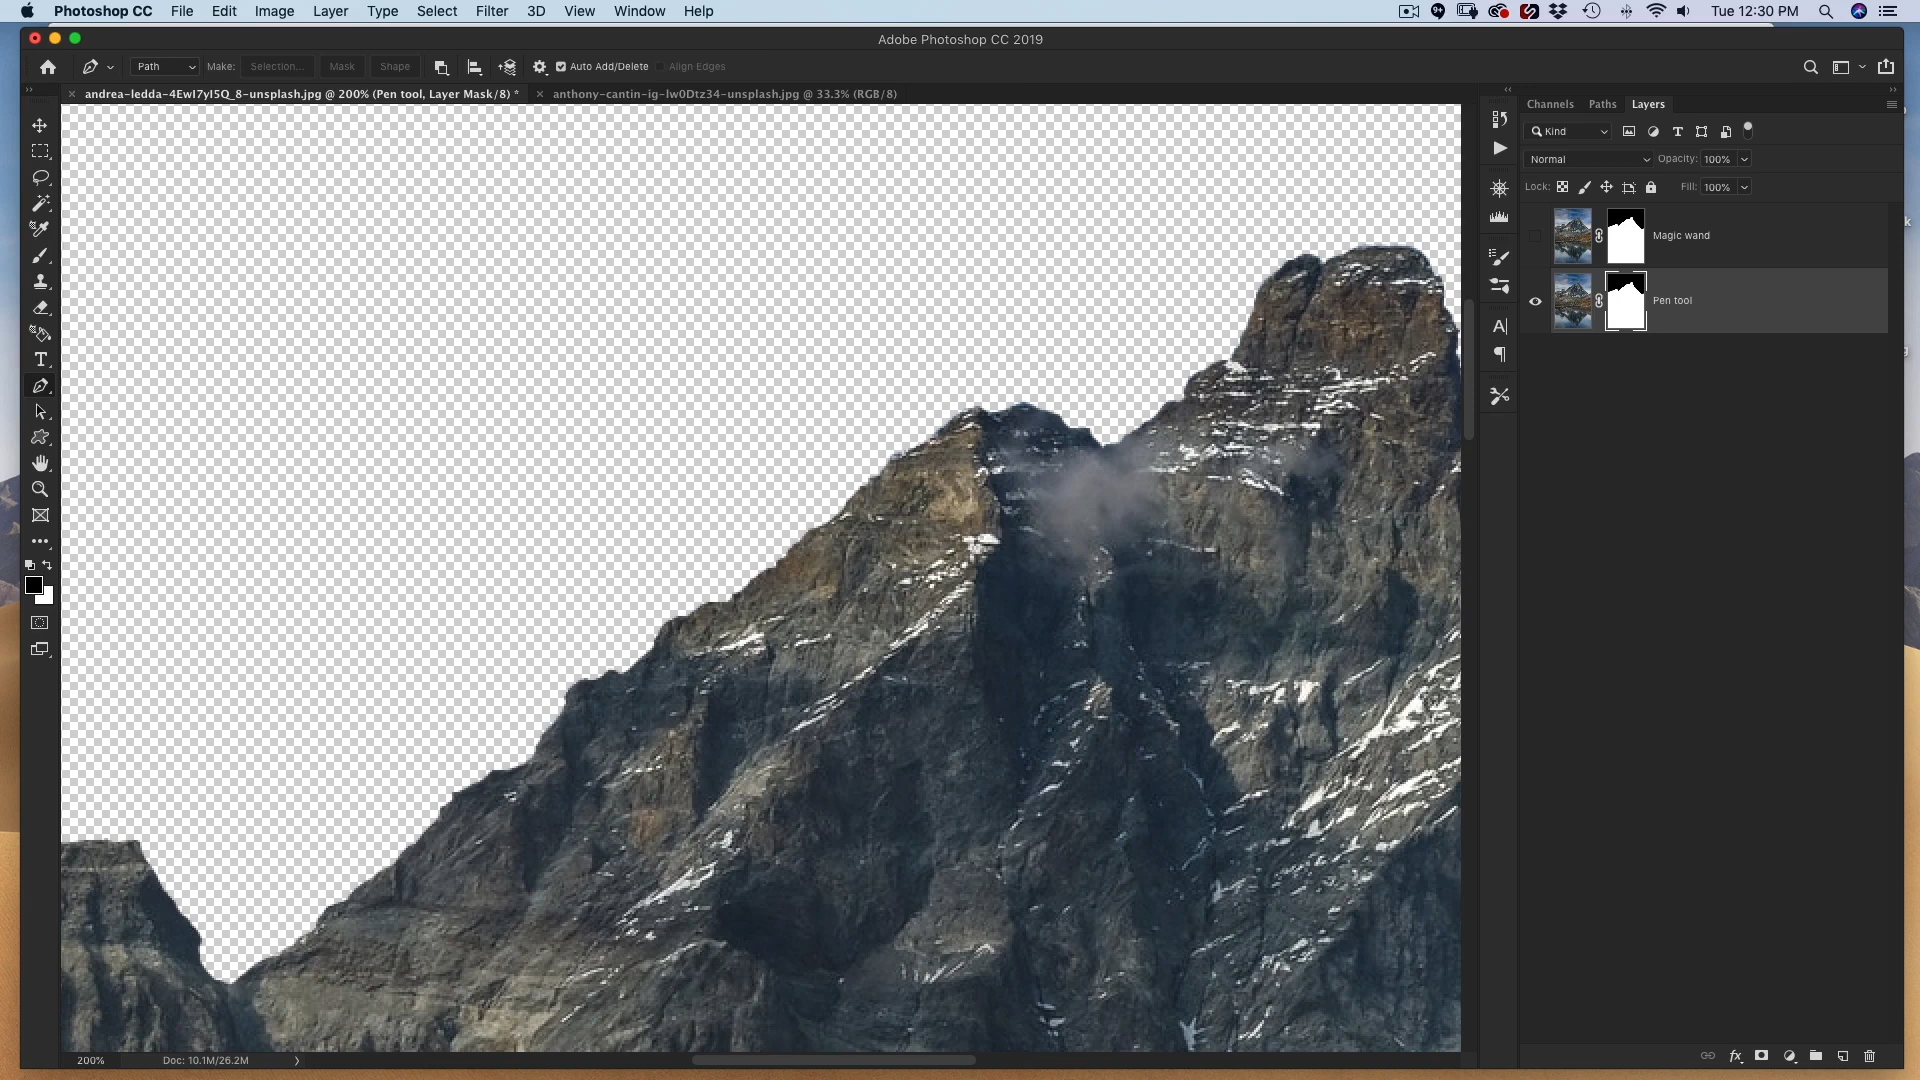 Photoshop CC File Edit Image Layer Type Select Filter 3D View Window Help 9+ Tue 12:30 PM
Adobe Photoshop CC 2019
Path Make: Selection... Mask Shape Auto Add/Delete Align Edges
andrea-ledda-4EwI7yI5Q_8-unsplash.jpg @ 200% (Pen tool, Layer Mask/8) * anthony-cantin-ig-lw0Dtz34-unsplash.jpg @ 33.3% (RGB/8)
Channels Paths Layers
Kind
Normal Opacity: 100%
Lock: Fill: 100%
Magic wand
Pen tool
200% Doc: 10.1M/26.2M
fx